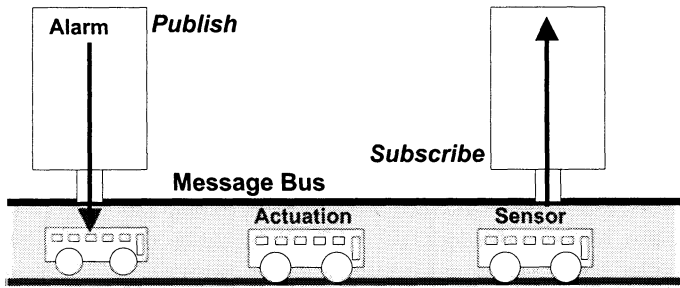 Alarm
Publish
Subscribe
Message Bus
Actuation
Sensor